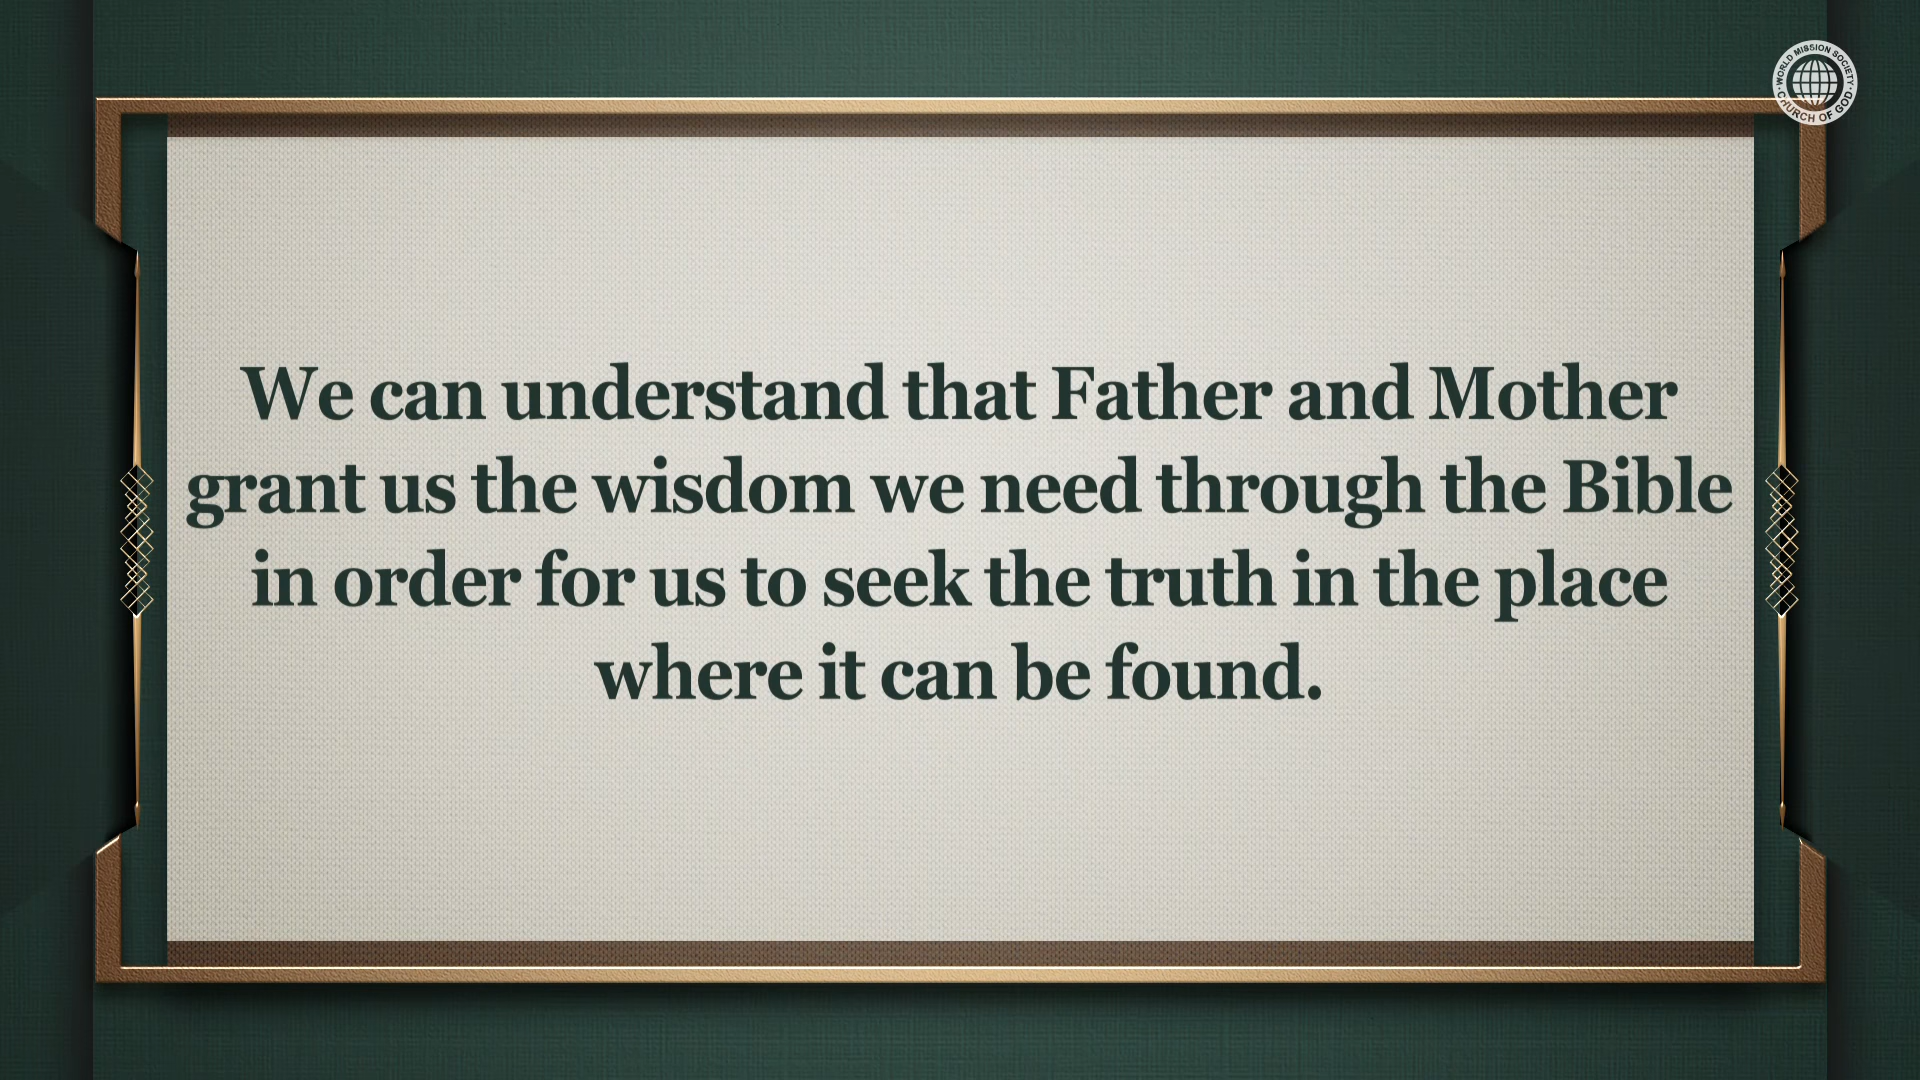 WORLD MISSION SOCIETY
CHURCH OF GOD
We can understand that Father and Mother
grant us the wisdom we need through the Bible
in order for us to seek the truth in the place
where it can be found.